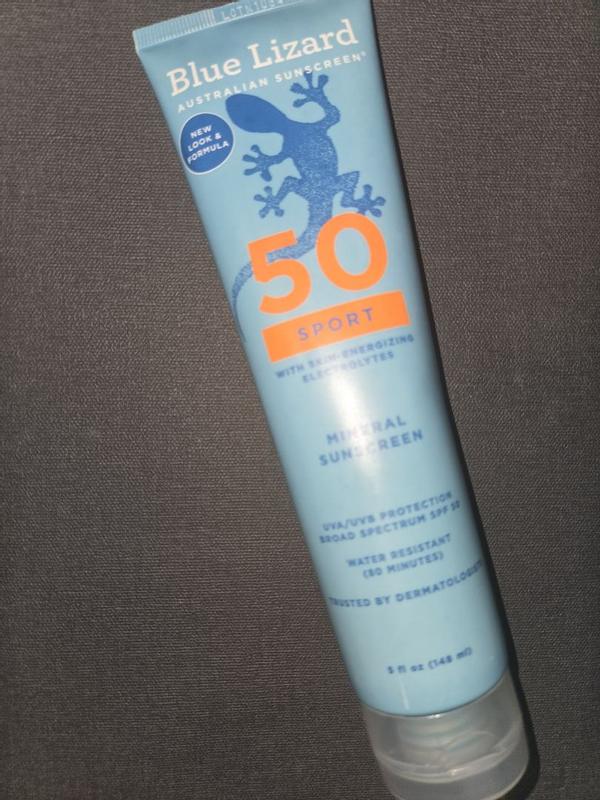 Blue Lizard
AUSTRALIAN SUNSCREEN®
NEW
LOOK &
FORMULA
50
SPORT
WITH SKIN-ENERGIZING
ELECTROLYTES
MINERAL
SUNSCREEN
UVA/UVB PROTECTION
BROAD SPECTRUM SPF 50
WATER RESISTANT
(80 MINUTES)
TRUSTED BY DERMATOLOGISTS
5 fl oz (148 ml)